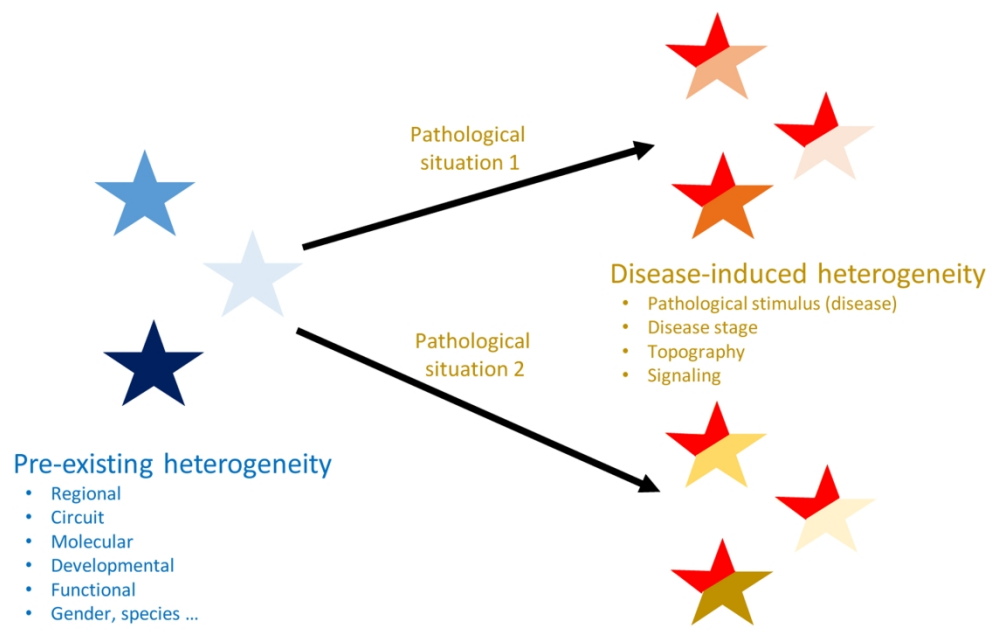 Pathological
situation 1
Disease-induced heterogeneity
• Pathological stimulus (disease)
• Disease stage
• Topography
• Signaling
Pathological
situation 2
Pre-existing heterogeneity
• Regional
• Circuit
• Molecular
• Developmental
• Functional
• Gender, species ...